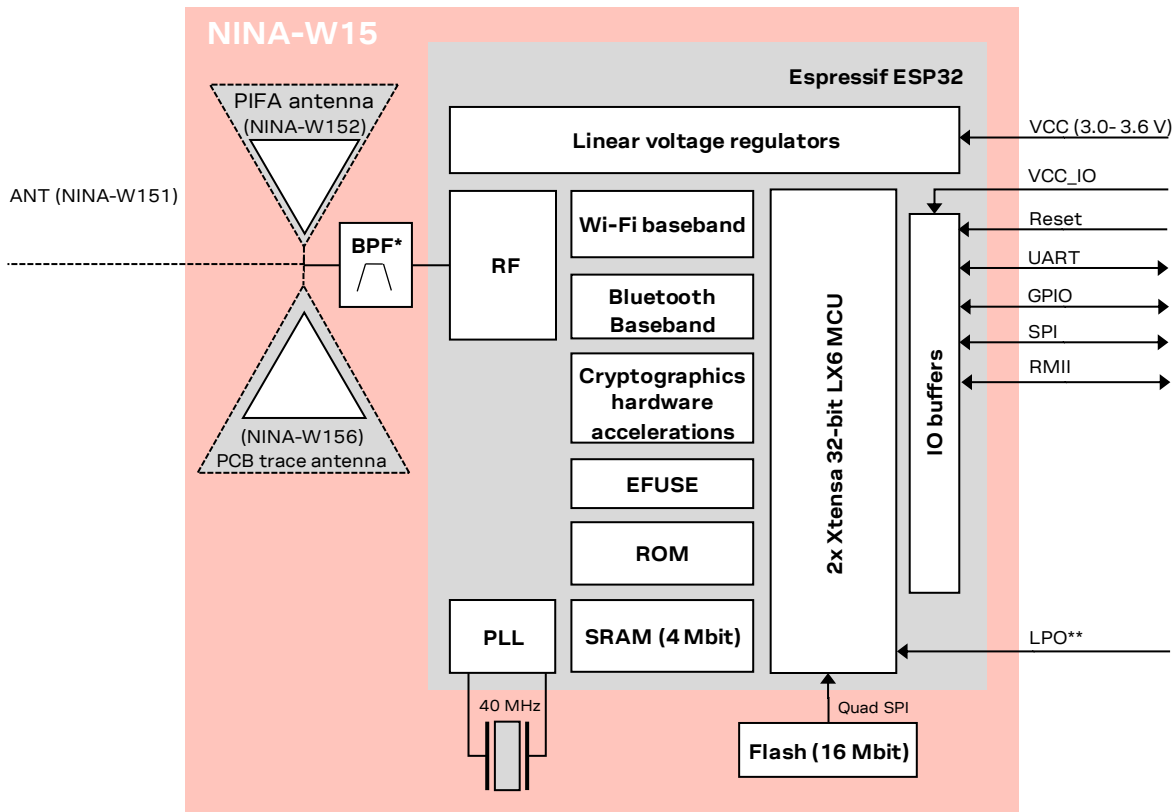 NINA-W15
Espressif ESP32
PIFA antenna
(NINA-W152)
Linear voltage regulators
VCC (3.0- 3.6 V)
VCC_IO
ANT (NINA-W151)
Wi-Fi baseband
Reset
BPF*
RF
UART
Bluetooth
Baseband
GPIO
SPI
RMII
Cryptographics
hardware
accelerations
2x Xtensa 32-bit LX6 MCU
IO buffers
(NINA-W156)
PCB trace antenna
EFUSE
ROM
PLL
SRAM (4 Mbit)
LPO**
40 MHz
Quad SPI
Flash (16 Mbit)